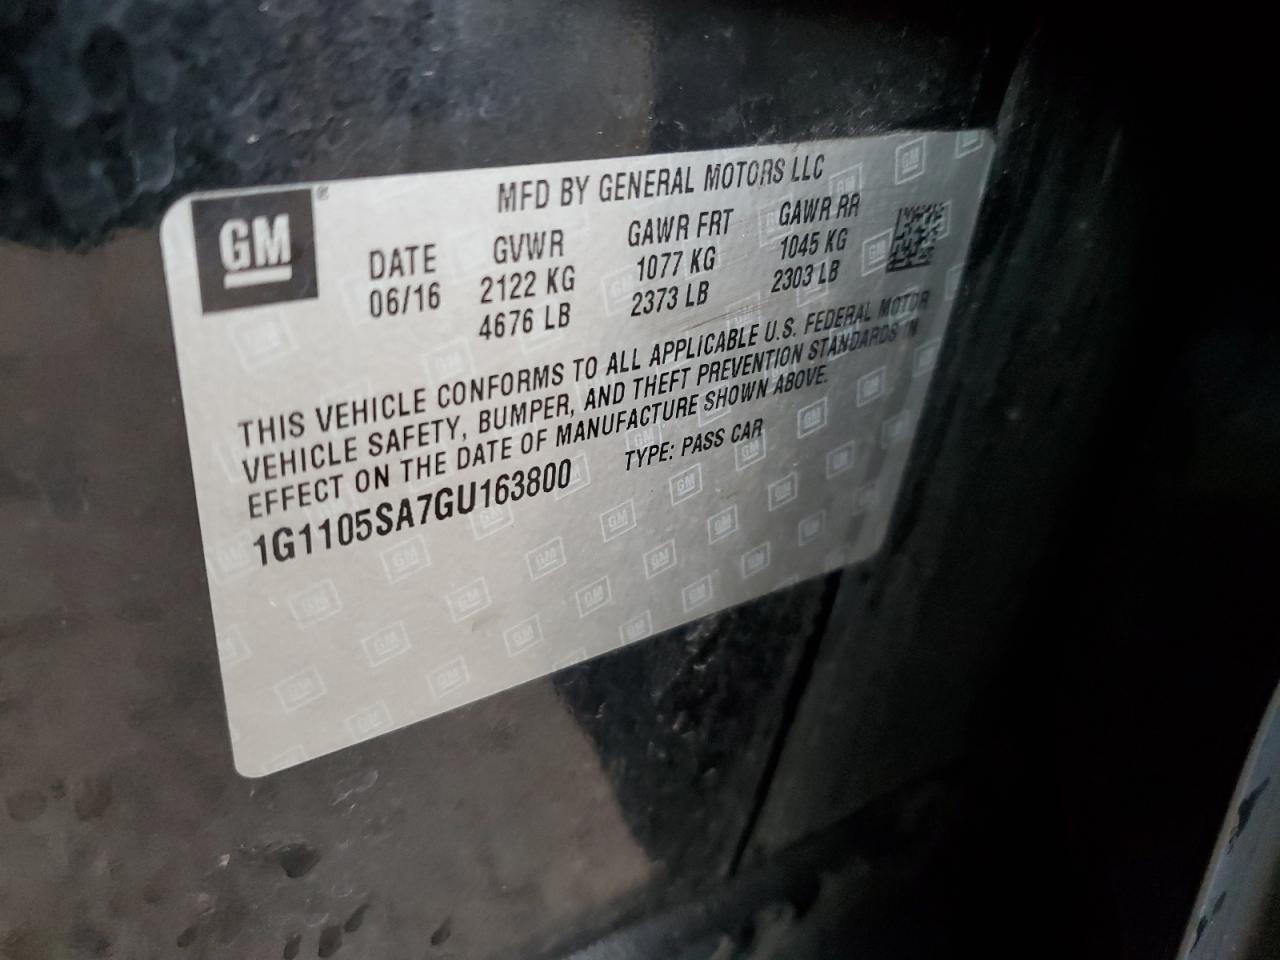 GM®
MFD BY GENERAL MOTORS LLC
DATE GVWR GAWR FRT GAWR RR
06/16 2122 KG 1077 KG 1045 KG
4676 LB 2373 LB 2303 LB
THIS VEHICLE CONFORMS TO ALL APPLICABLE U.S. FEDERAL MOTOR
VEHICLE SAFETY, BUMPER, AND THEFT PREVENTION STANDARDS IN
EFFECT ON THE DATE OF MANUFACTURE SHOWN ABOVE.
1G1105SA7GU163800 TYPE: PASS CAR